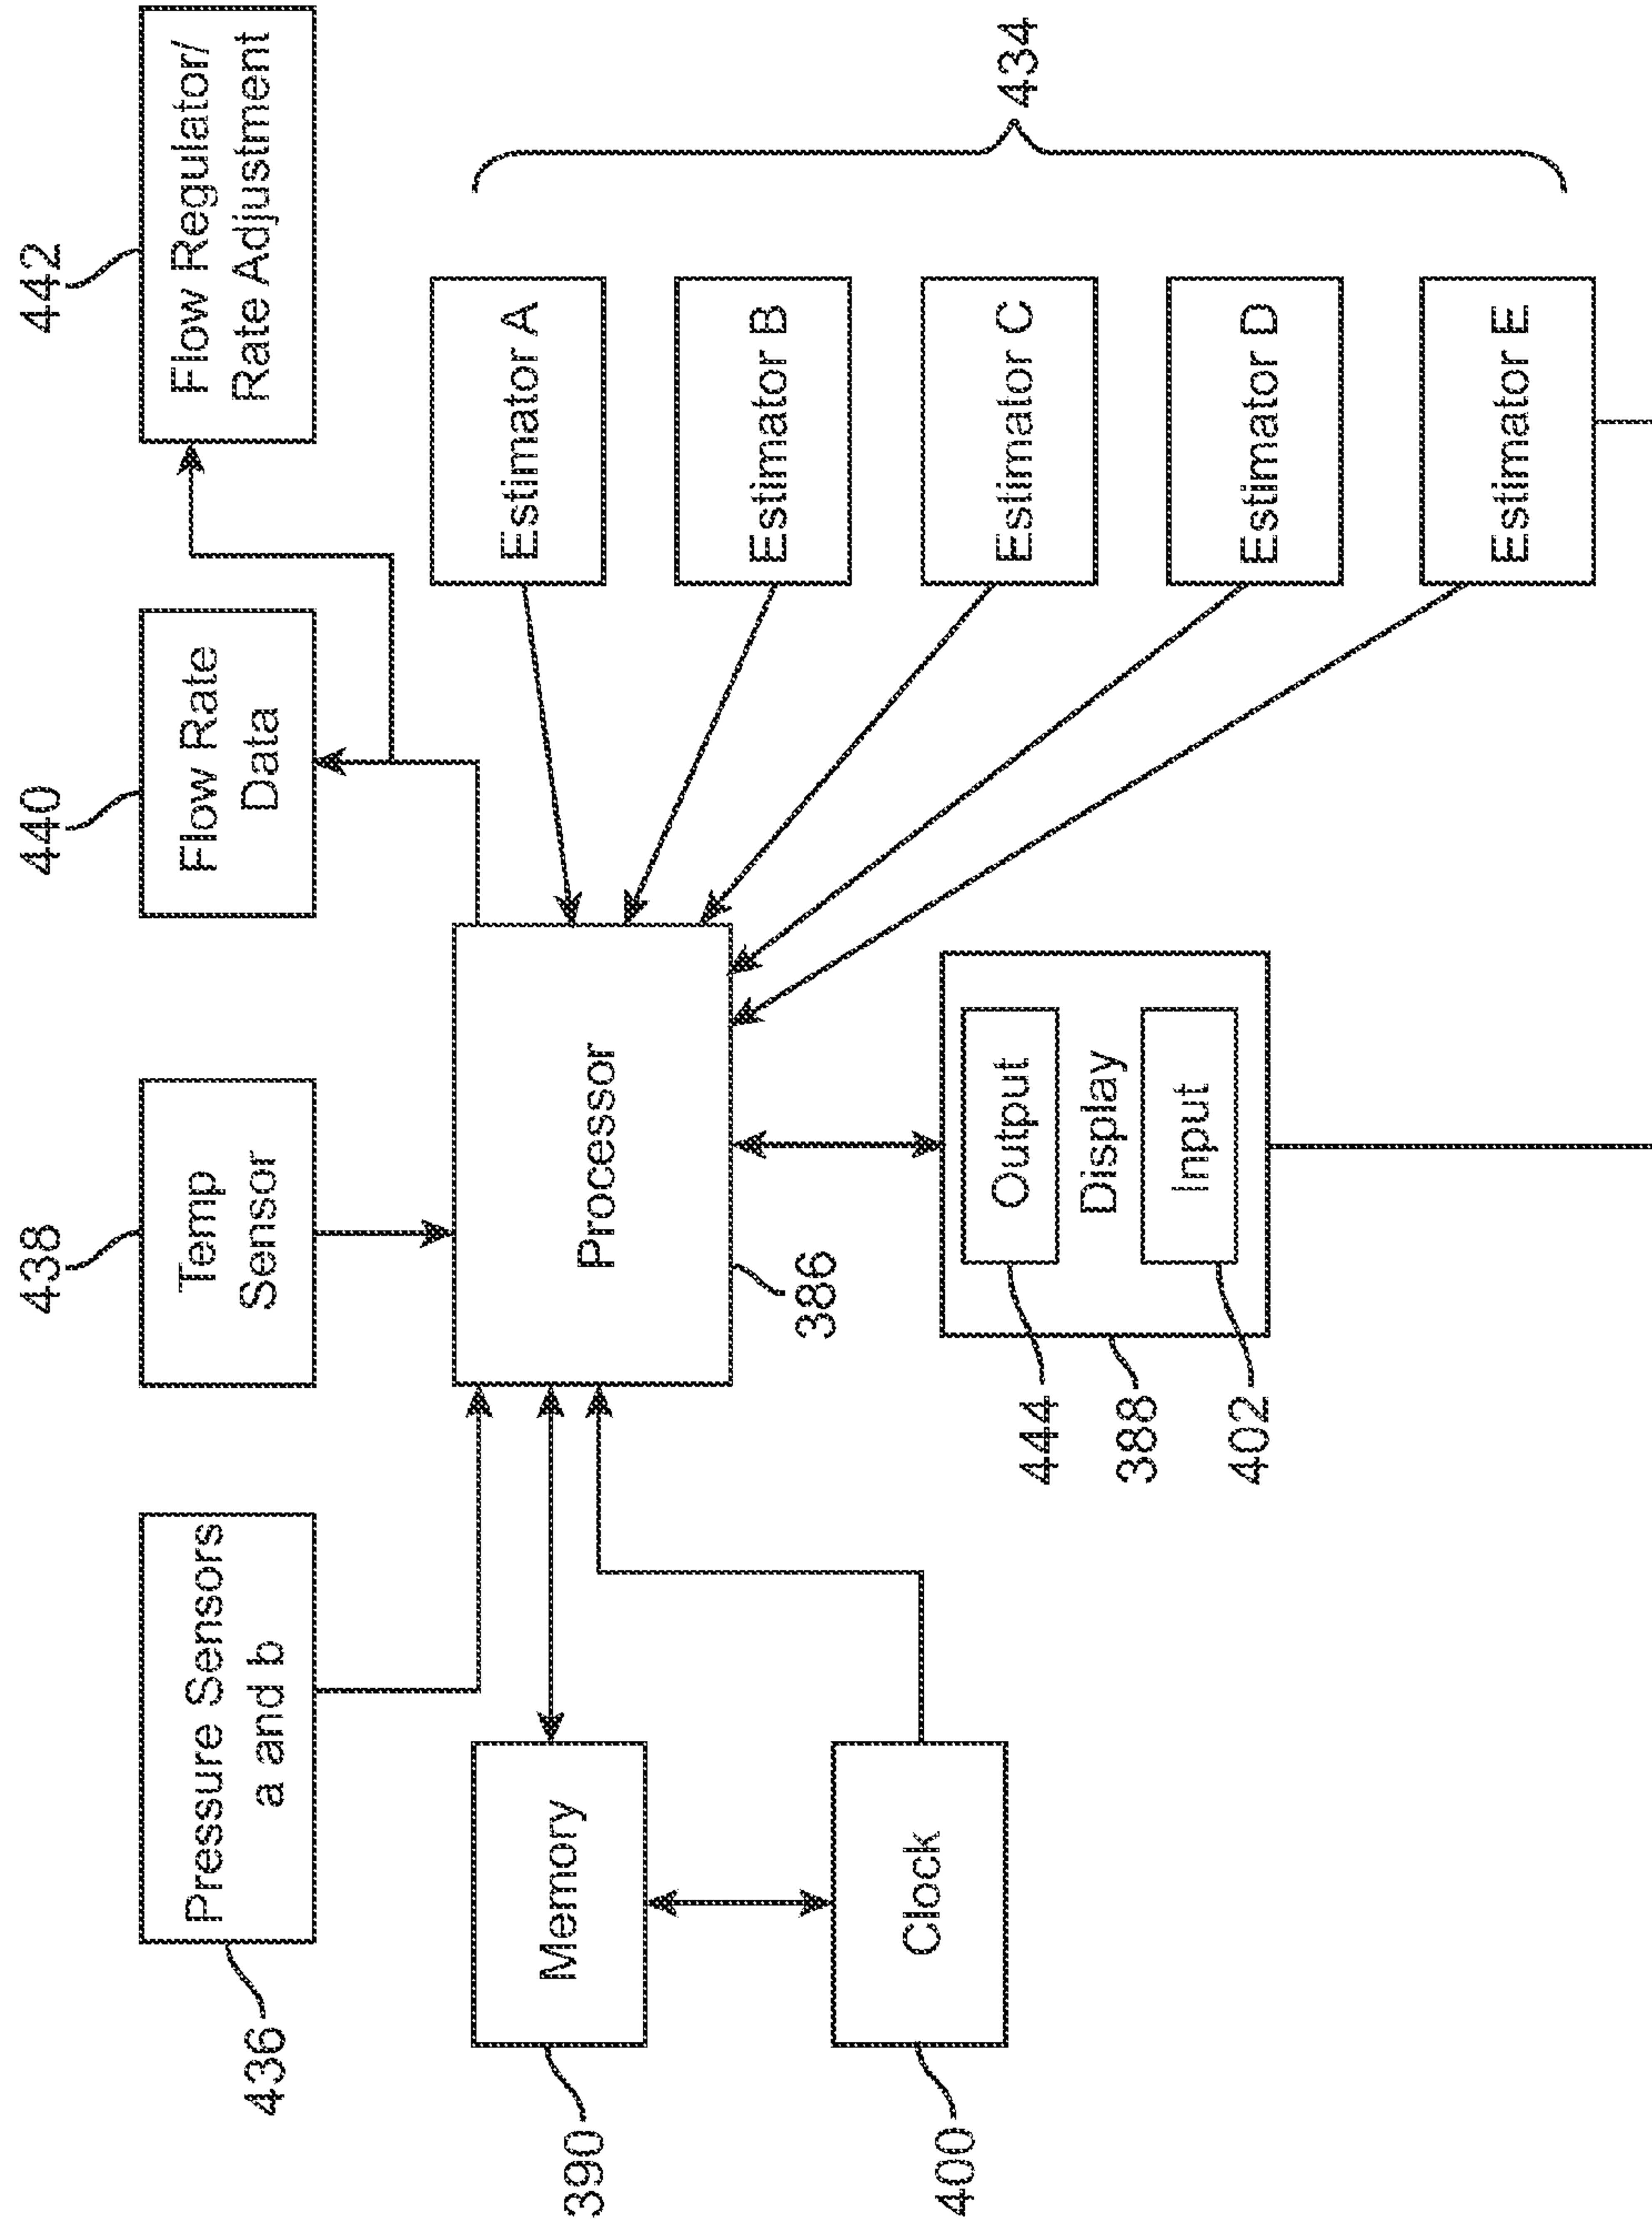 436
Pressure Sensors
a and b
438
Temp
Sensor
440
Flow Rate
Data
442
Flow Regulator/
Rate Adjustment
390
Memory
400
Clock
Processor
386
444
Output
388
Display
402
Input
Estimator A
Estimator B
Estimator C
Estimator D
Estimator E
434